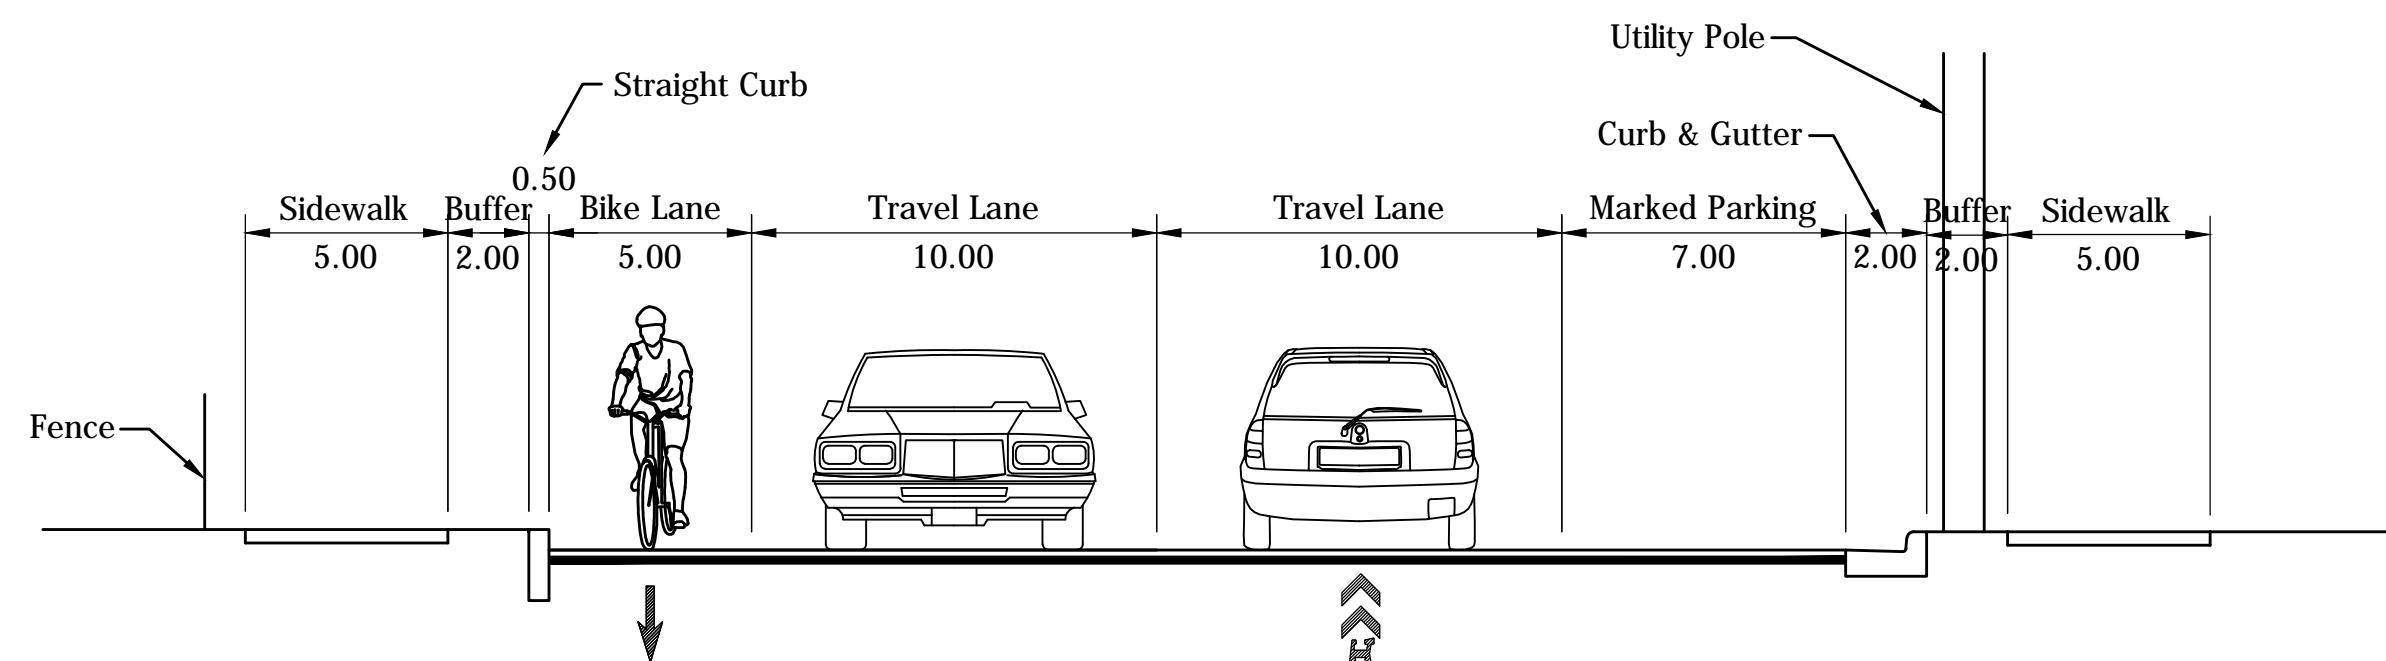 Utility Pole
Straight Curb
Curb & Gutter
0.50
Sidewalk Buffer Bike Lane Travel Lane Travel Lane Marked Parking Buffer Sidewalk
5.00 2.00 5.00 10.00 10.00 7.00 2.00 2.00 5.00
Fence